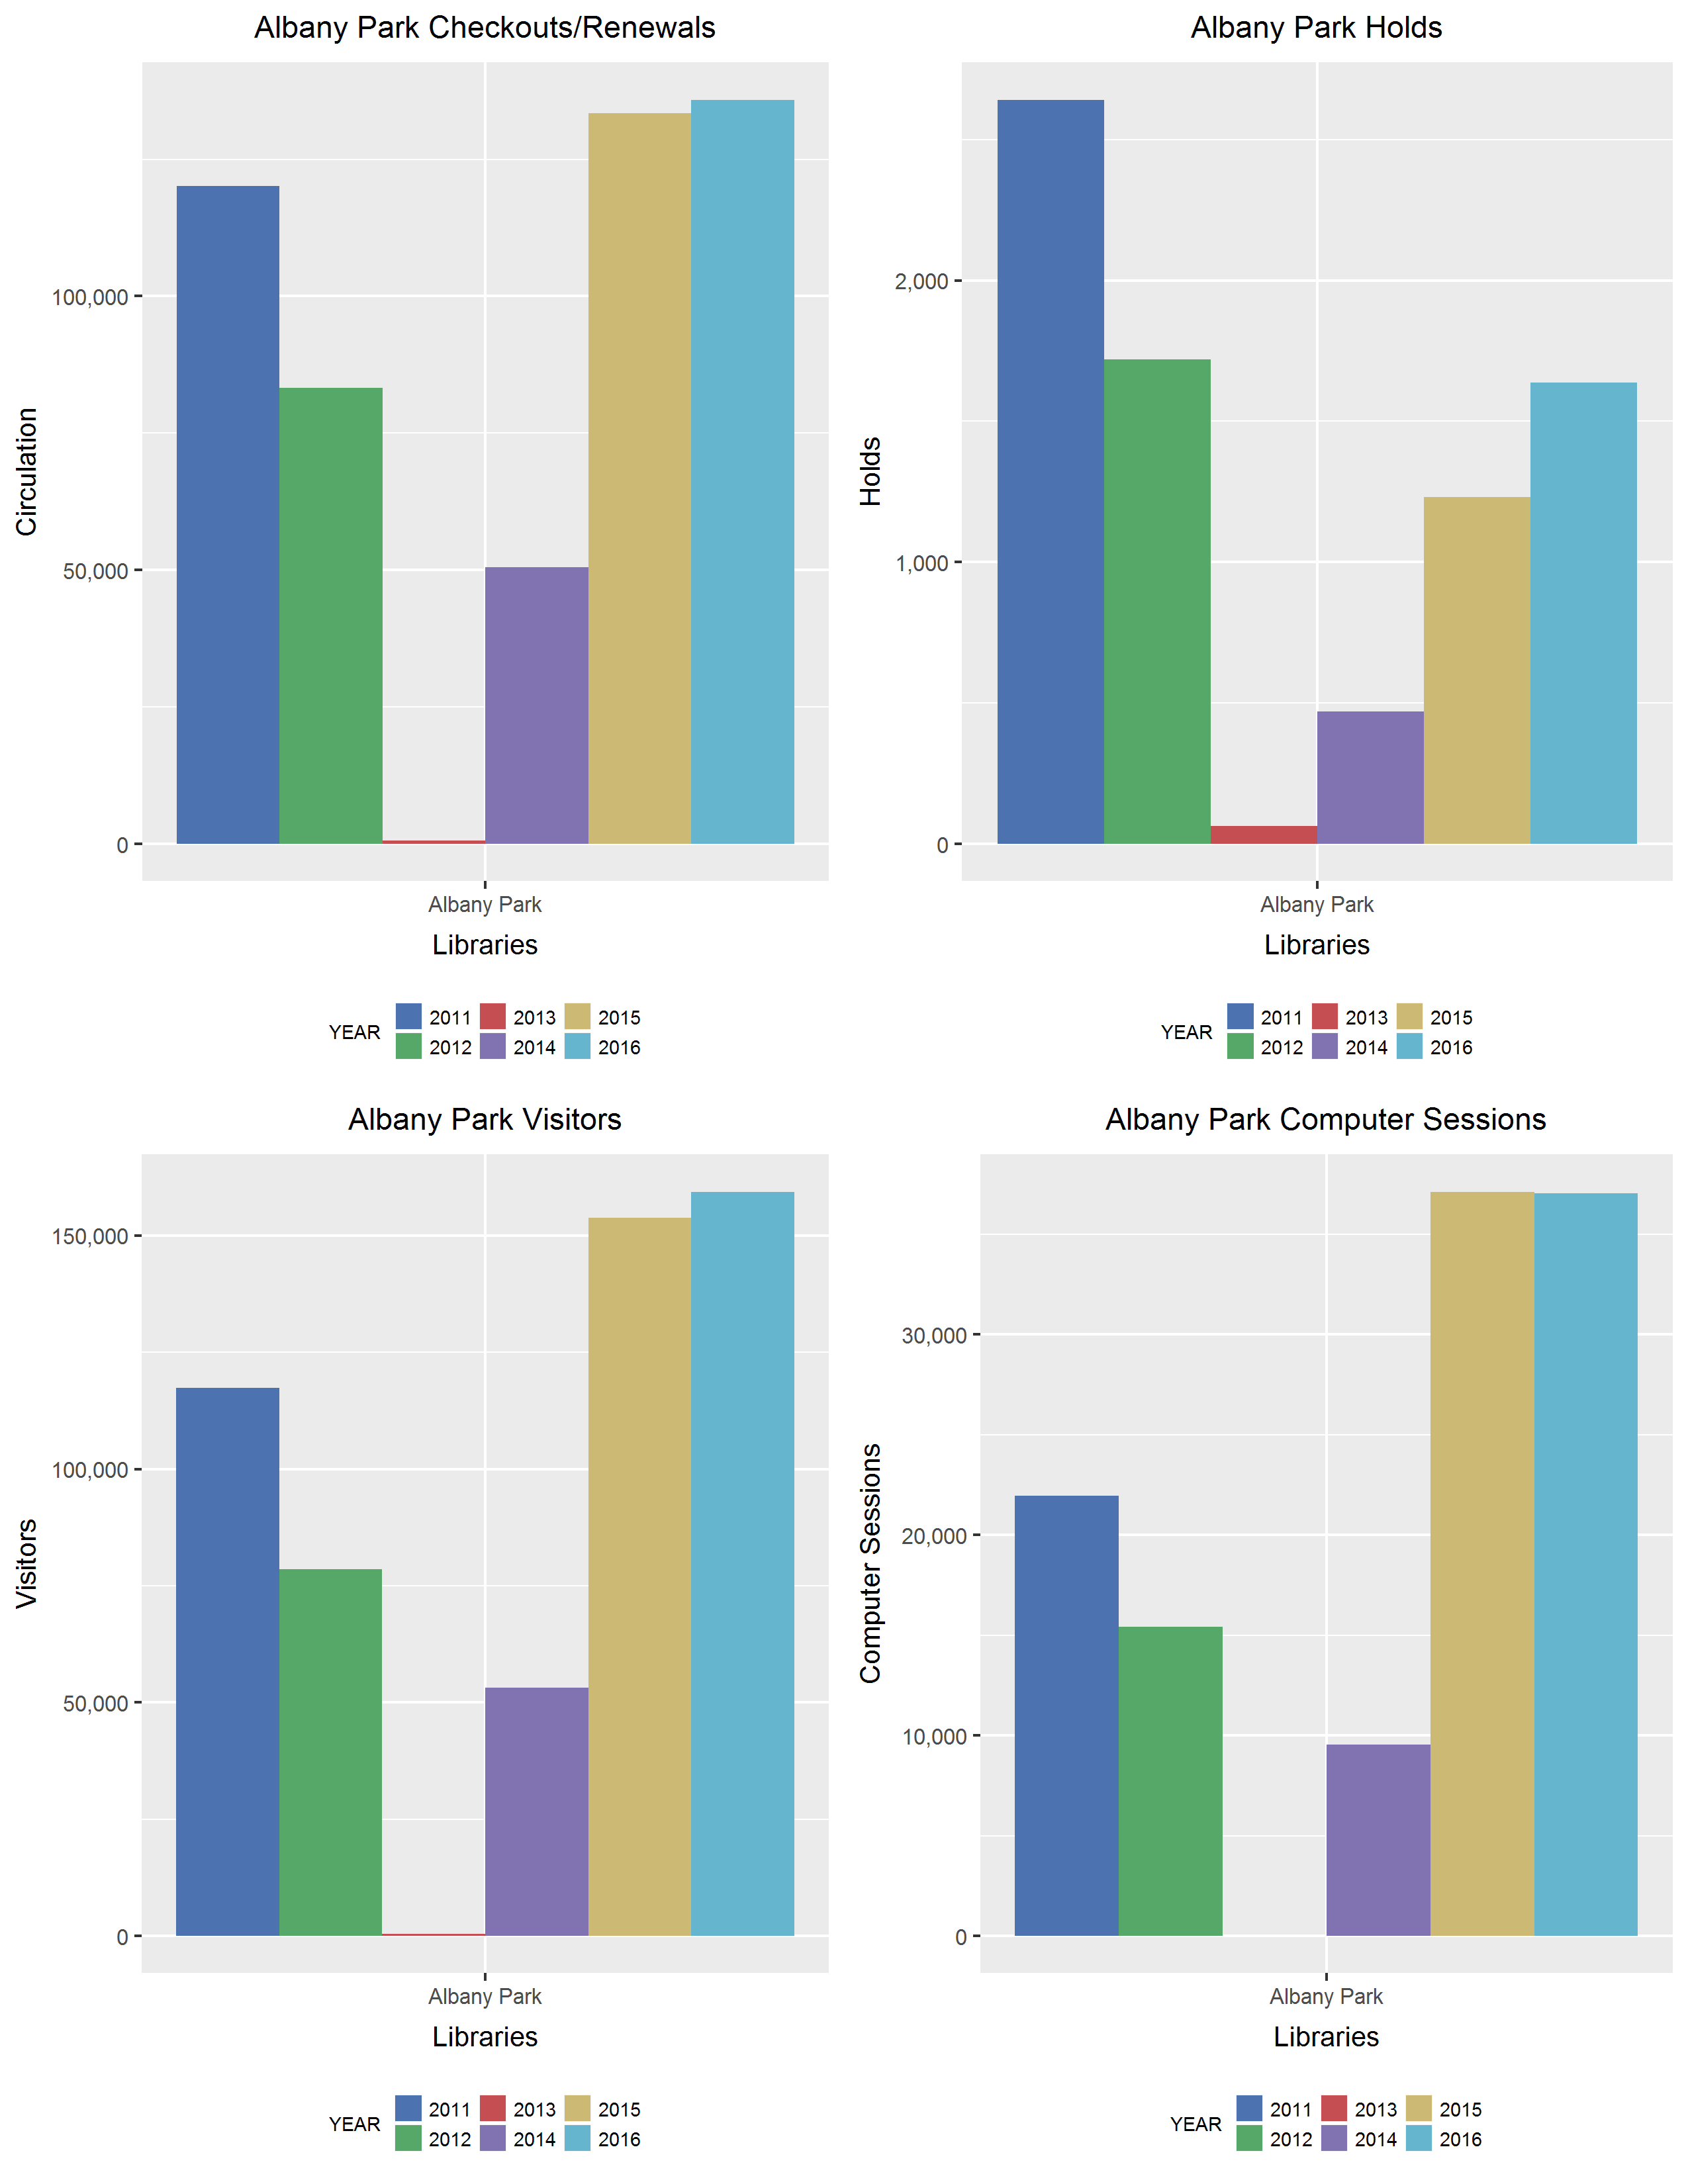 Albany Park Checkouts/Renewals
Circulation
100,000
50,000
0
Albany Park
Libraries
YEAR
2011 2013 2015
2012 2014 2016
Albany Park Holds
Holds
2,000
1,000
0
Albany Park
Libraries
YEAR
2011 2013 2015
2012 2014 2016
Albany Park Visitors
Visitors
150,000
100,000
50,000
0
Albany Park
Libraries
YEAR
2011 2013 2015
2012 2014 2016
Albany Park Computer Sessions
Computer Sessions
30,000
20,000
10,000
0
Albany Park
Libraries
YEAR
2011 2013 2015
2012 2014 2016